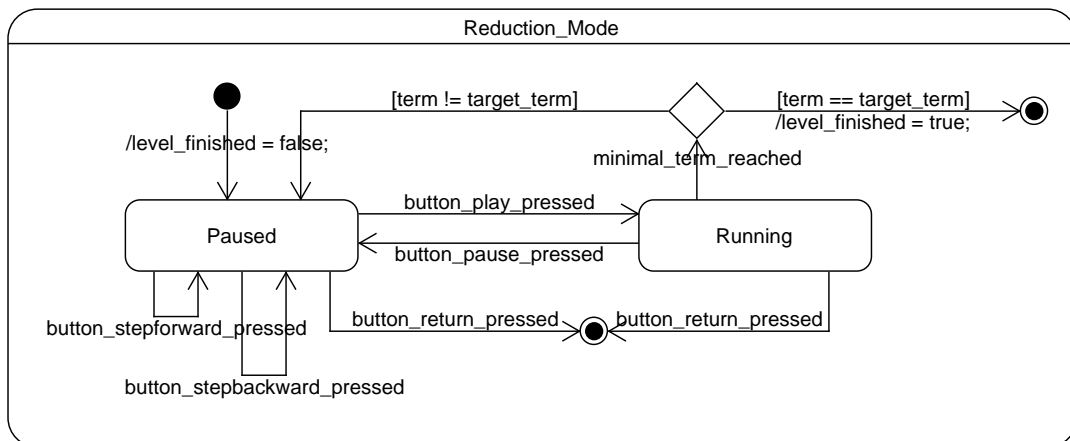 Reduction_Mode
[term != target_term]
[term == target_term]
/level_finished = true;
/level_finished = false;
minimal_term_reached
button_play_pressed
Paused
Running
button_pause_pressed
button_stepforward_pressed
button_return_pressed
button_return_pressed
button_stepbackward_pressed